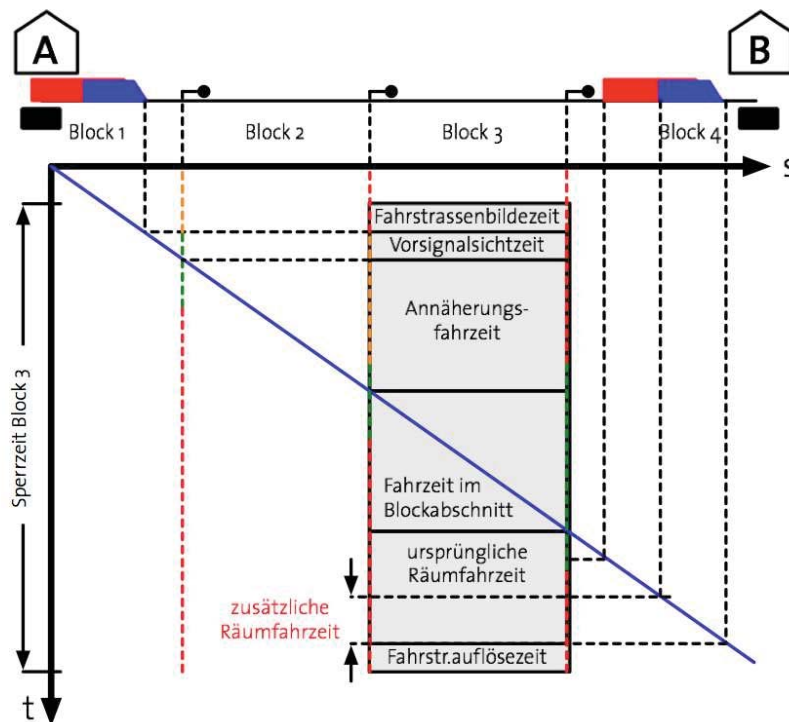 A
B
Block 1
Block 2
Block 3
Block 4
s
Fahrstrassenbildezeit
Vorsignalsichtzeit
Annäherungs-
fahrzeit
Sperrzeit Block 3
Fahrzeit im
Blockabschnitt
ursprüngliche
Räumfahrzeit
zusätzliche
Räumfahrzeit
Fahrstr.auflösezeit
t